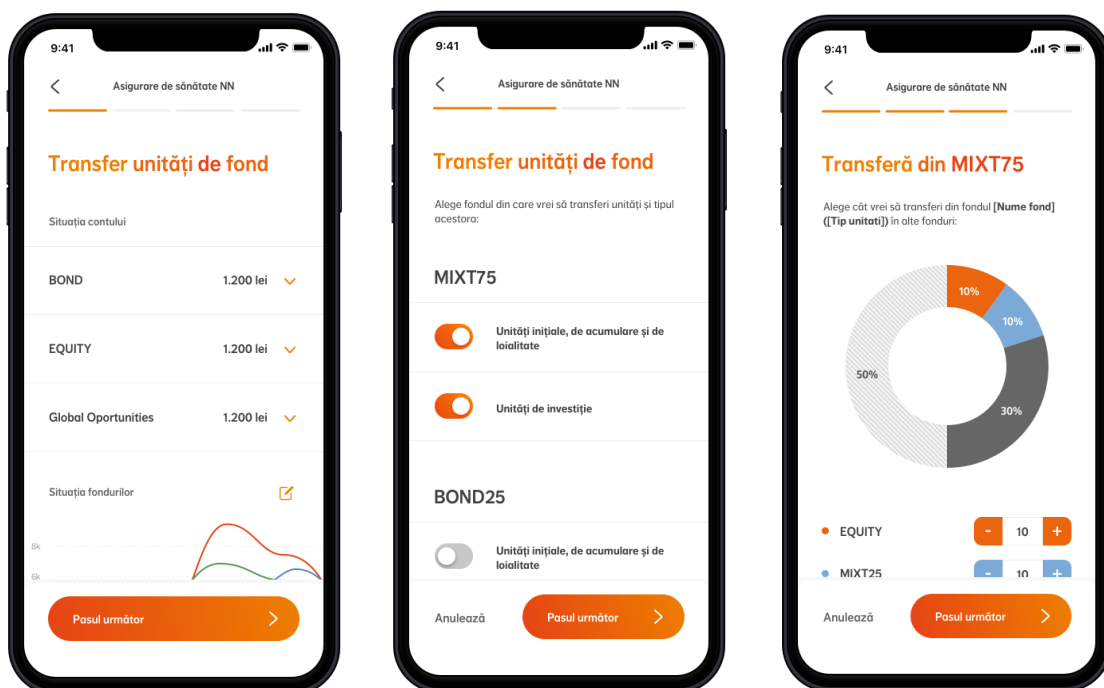 9:41
Asigurare de sănătate NN
Transfer unități de fond
Situația contului
BOND 1.200 lei
EQUITY 1.200 lei
Global Oportunities 1.200 lei
Situația fondurilor
8k
6k
Pasul următor
9:41
Asigurare de sănătate NN
Transfer unități de fond
Alege fondul din care vrei să transferi unități și tipul
acestora:
MIXT75
Unități inițiale, de acumulare și de
loialitate
Unități de investiție
BOND25
Unități inițiale, de acumulare și de
loialitate
Anulează Pasul următor
9:41
Asigurare de sănătate NN
Transferă din MIXT75
Alege cât vrei să transferi din fondul [Nume fond]
([Tip unitati]) în alte fonduri:
10%
10%
50%
30%
EQUITY - 10 +
MIXT25 - 10 +
Anulează Pasul următor